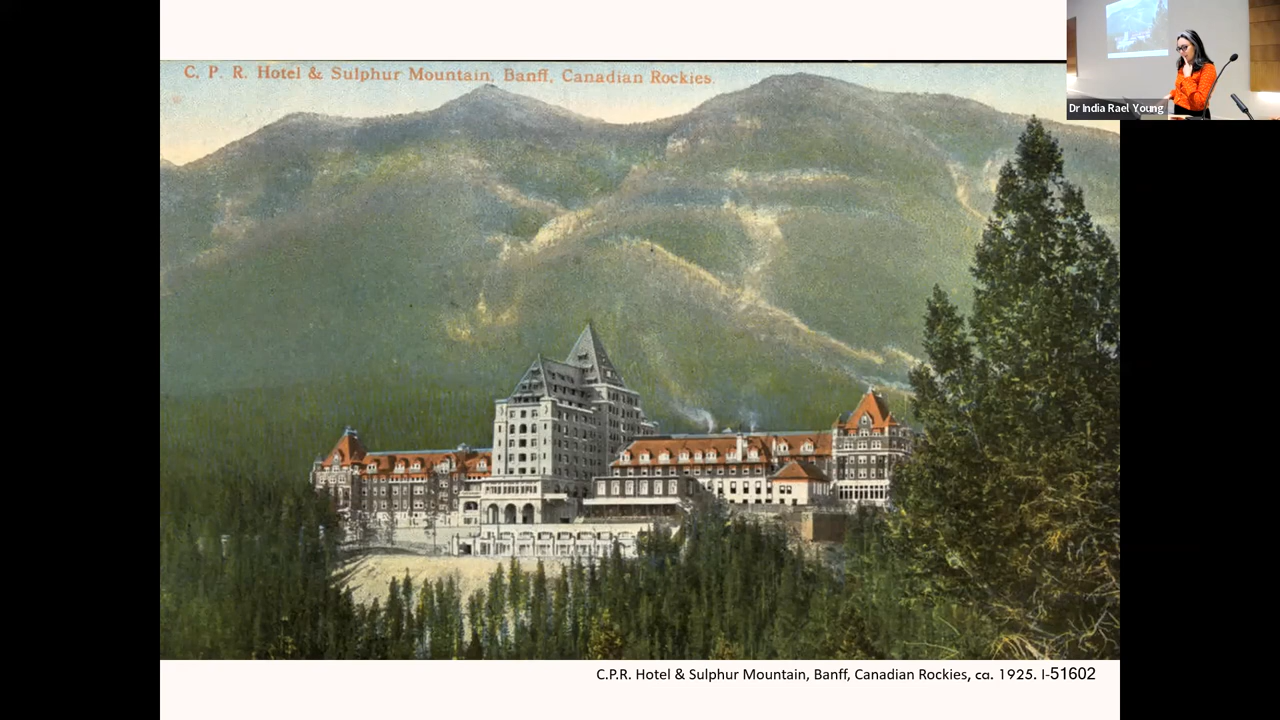 C. P. R. Hotel & Sulphur Mountain, Banff, Canadian Rockies.
Dr India Rael Young
C.P.R. Hotel & Sulphur Mountain, Banff, Canadian Rockies, ca. 1925. I-51602